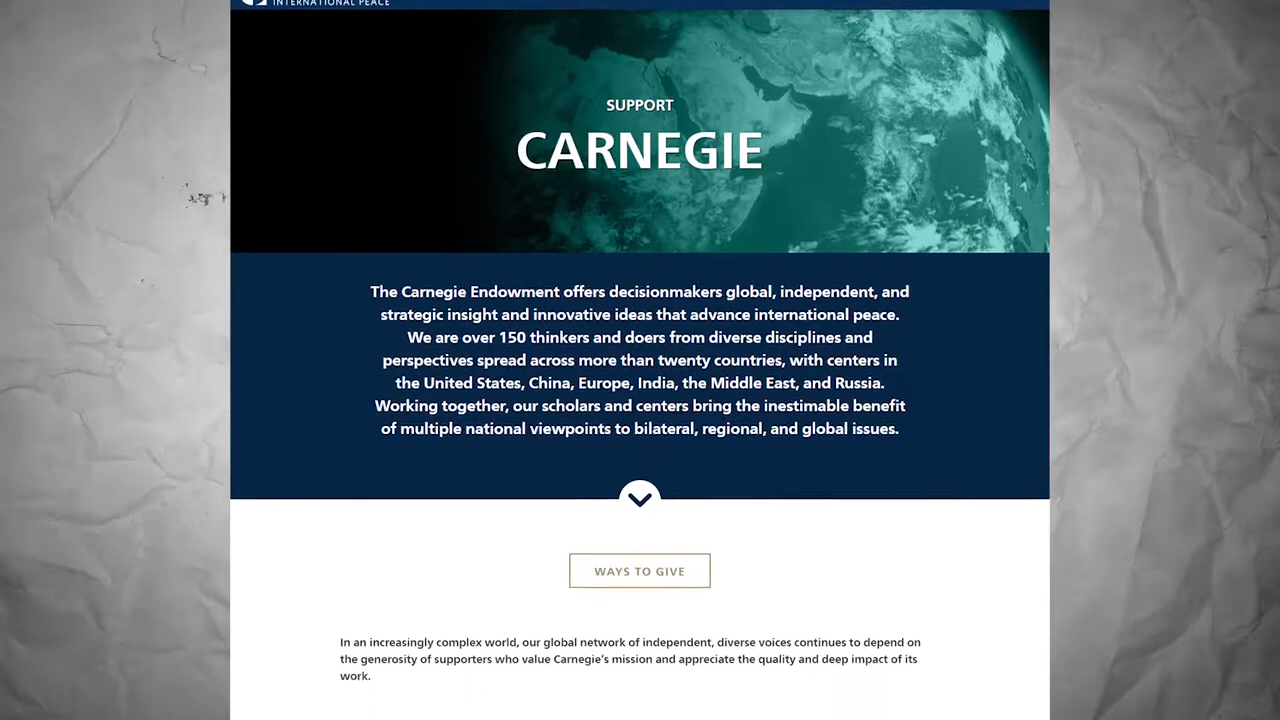 INTERNATIONAL PEACE
SUPPORT
CARNEGIE
The Carnegie Endowment offers decisionmakers global, independent, and
strategic insight and innovative ideas that advance international peace.
We are over 150 thinkers and doers from diverse disciplines and
perspectives spread across more than twenty countries, with centers in
the United States, China, Europe, India, the Middle East, and Russia.
Working together, our scholars and centers bring the inestimable benefit
of multiple national viewpoints to bilateral, regional, and global issues.
WAYS TO GIVE
In an increasingly complex world, our global network of independent, diverse voices continues to depend on
the generosity of supporters who value Carnegie’s mission and appreciate the quality and deep impact of its
work.